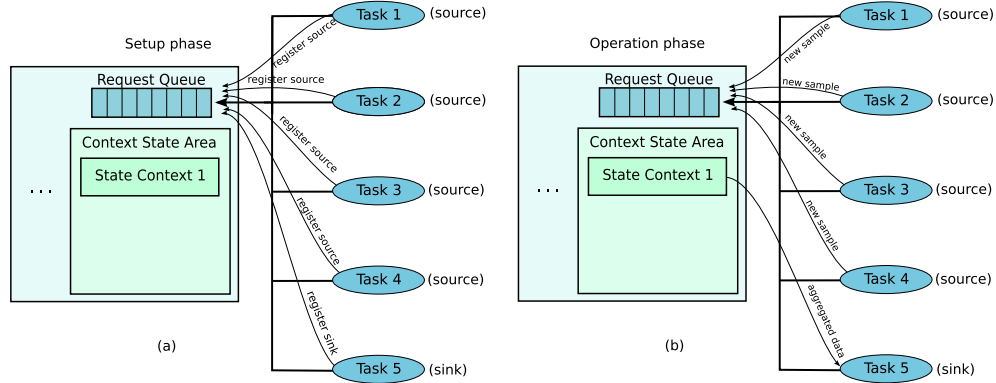 Setup phase
Request Queue
Context State Area
State Context 1
...
register source
register source
register source
register source
register sink
Task 1 (source)
Task 2 (source)
Task 3 (source)
Task 4 (source)
Task 5 (sink)
(a)
Operation phase
Request Queue
Context State Area
State Context 1
...
new sample
new sample
new sample
new sample
aggregated data
Task 1 (source)
Task 2 (source)
Task 3 (source)
Task 4 (source)
Task 5 (sink)
(b)